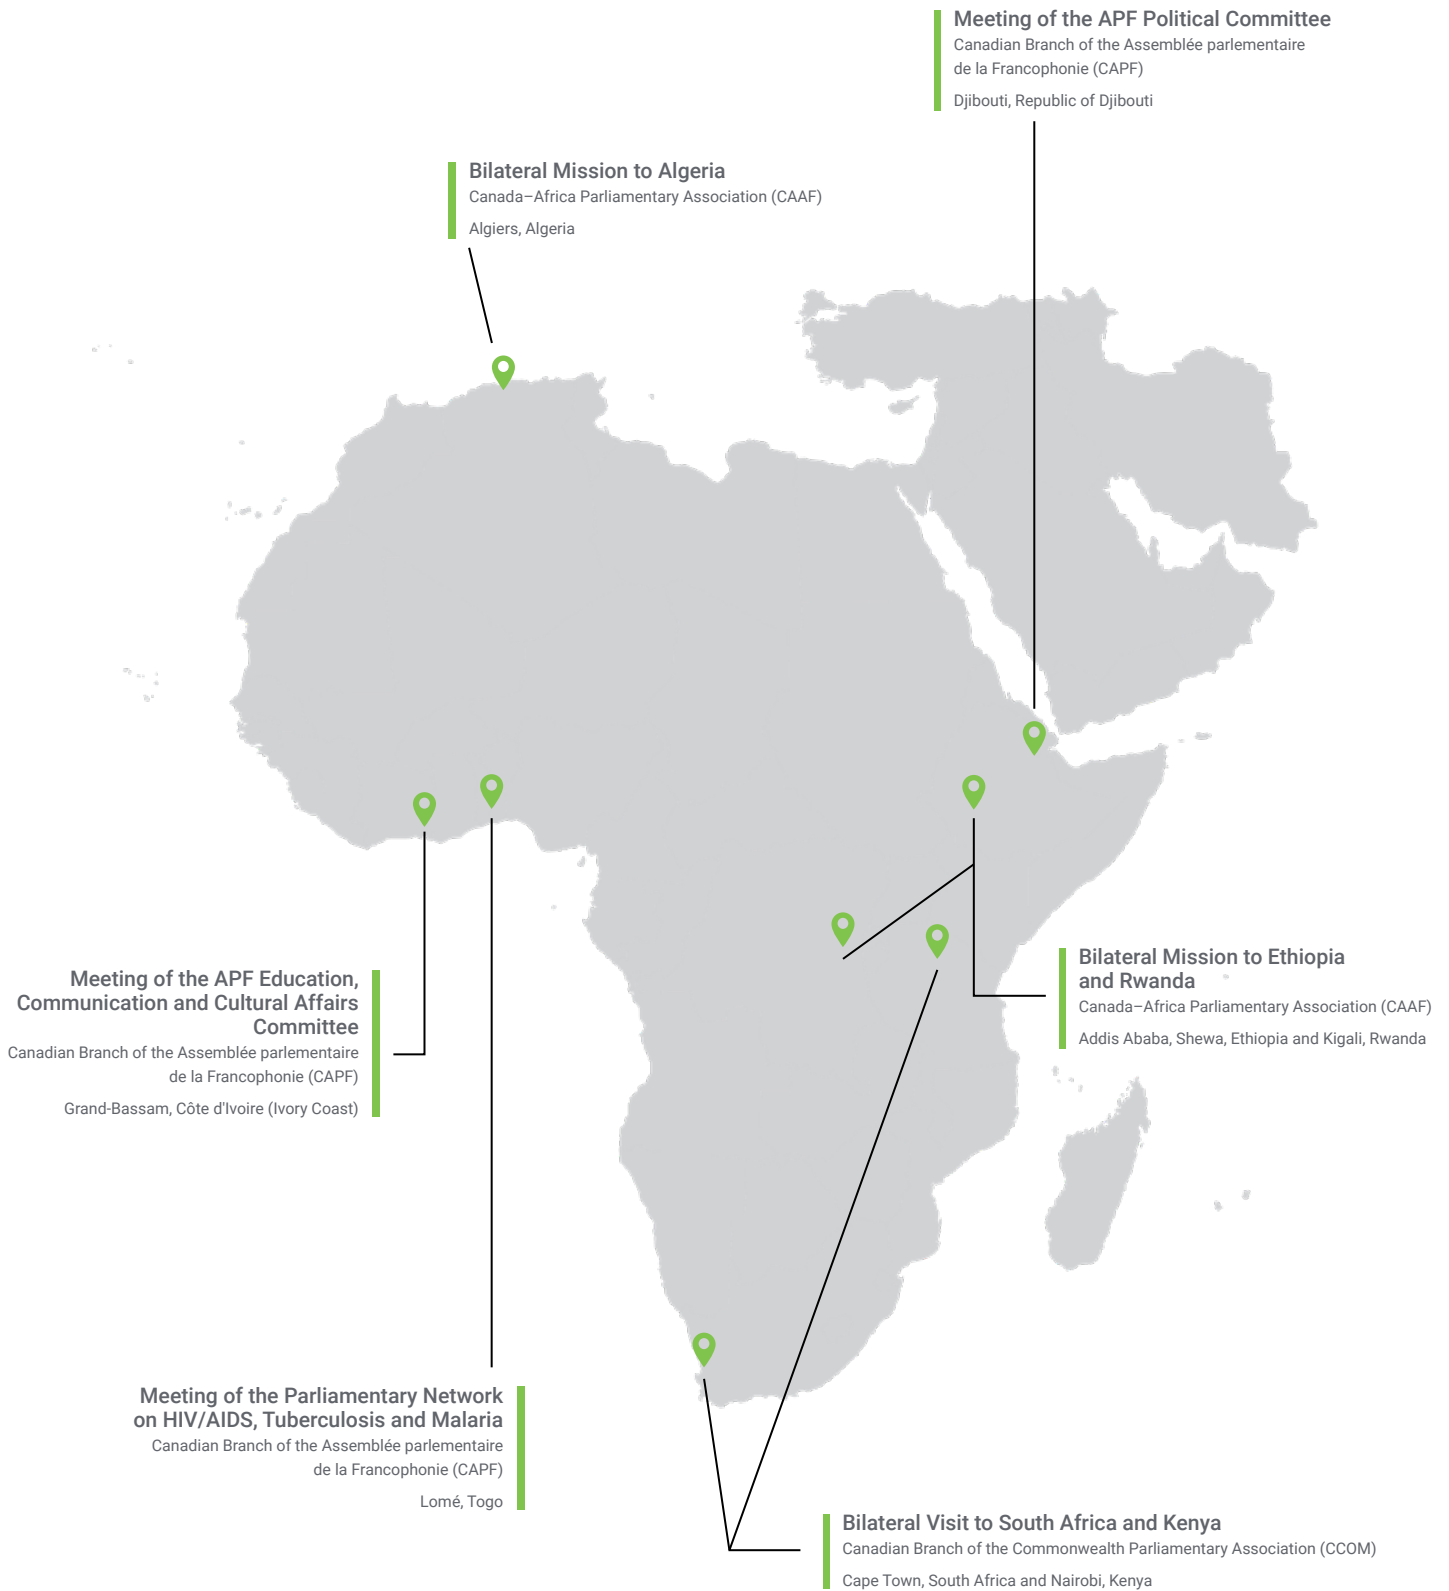 Meeting of the APF Political Committee
Canadian Branch of the Assemblée parlementaire
de la Francophonie (CAPF)
Djibouti, Republic of Djibouti
Bilateral Mission to Algeria
Canada–Africa Parliamentary Association (CAAF)
Algiers, Algeria
Bilateral Mission to Ethiopia
and Rwanda
Canada–Africa Parliamentary Association (CAAF)
Addis Ababa, Shewa, Ethiopia and Kigali, Rwanda
Meeting of the APF Education,
Communication and Cultural Affairs
Committee
Canadian Branch of the Assemblée parlementaire
de la Francophonie (CAPF)
Grand-Bassam, Côte d'Ivoire (Ivory Coast)
Meeting of the Parliamentary Network
on HIV/AIDS, Tuberculosis and Malaria
Canadian Branch of the Assemblée parlementaire
de la Francophonie (CAPF)
Lomé, Togo
Bilateral Visit to South Africa and Kenya
Canadian Branch of the Commonwealth Parliamentary Association (CCOM)
Cape Town, South Africa and Nairobi, Kenya